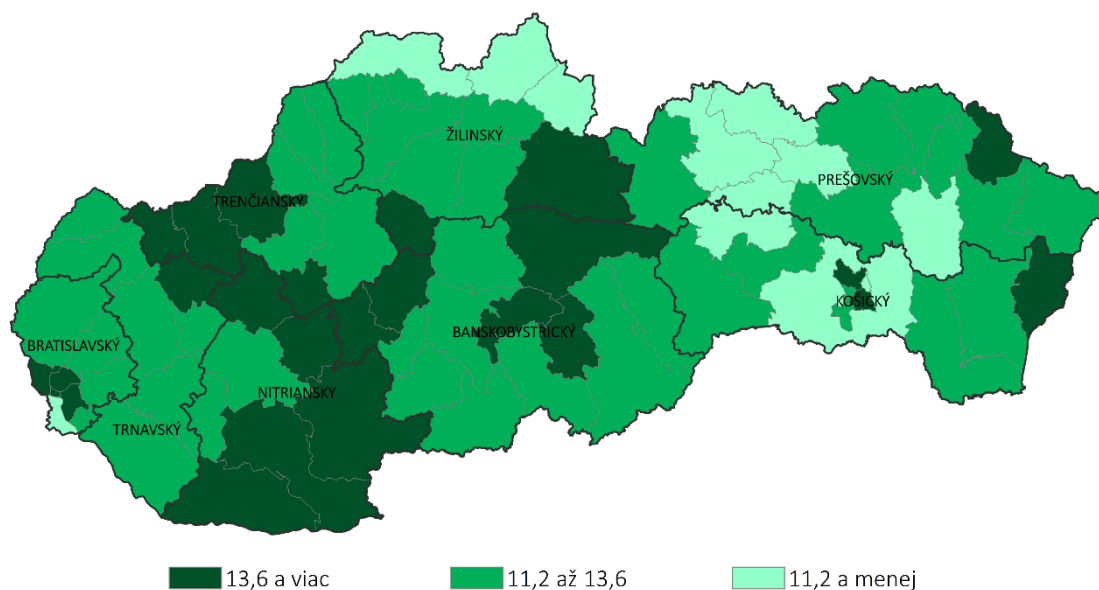 ŽILINSKÝ
PREŠOVSKÝ
TRENČIANSKY
KOŠICKÝ
BANSKOBYSTRICKÝ
BRATISLAVSKÝ
NITRIANSKY
TRNAVSKÝ
13,6 a viac
11,2 až 13,6
11,2 a menej